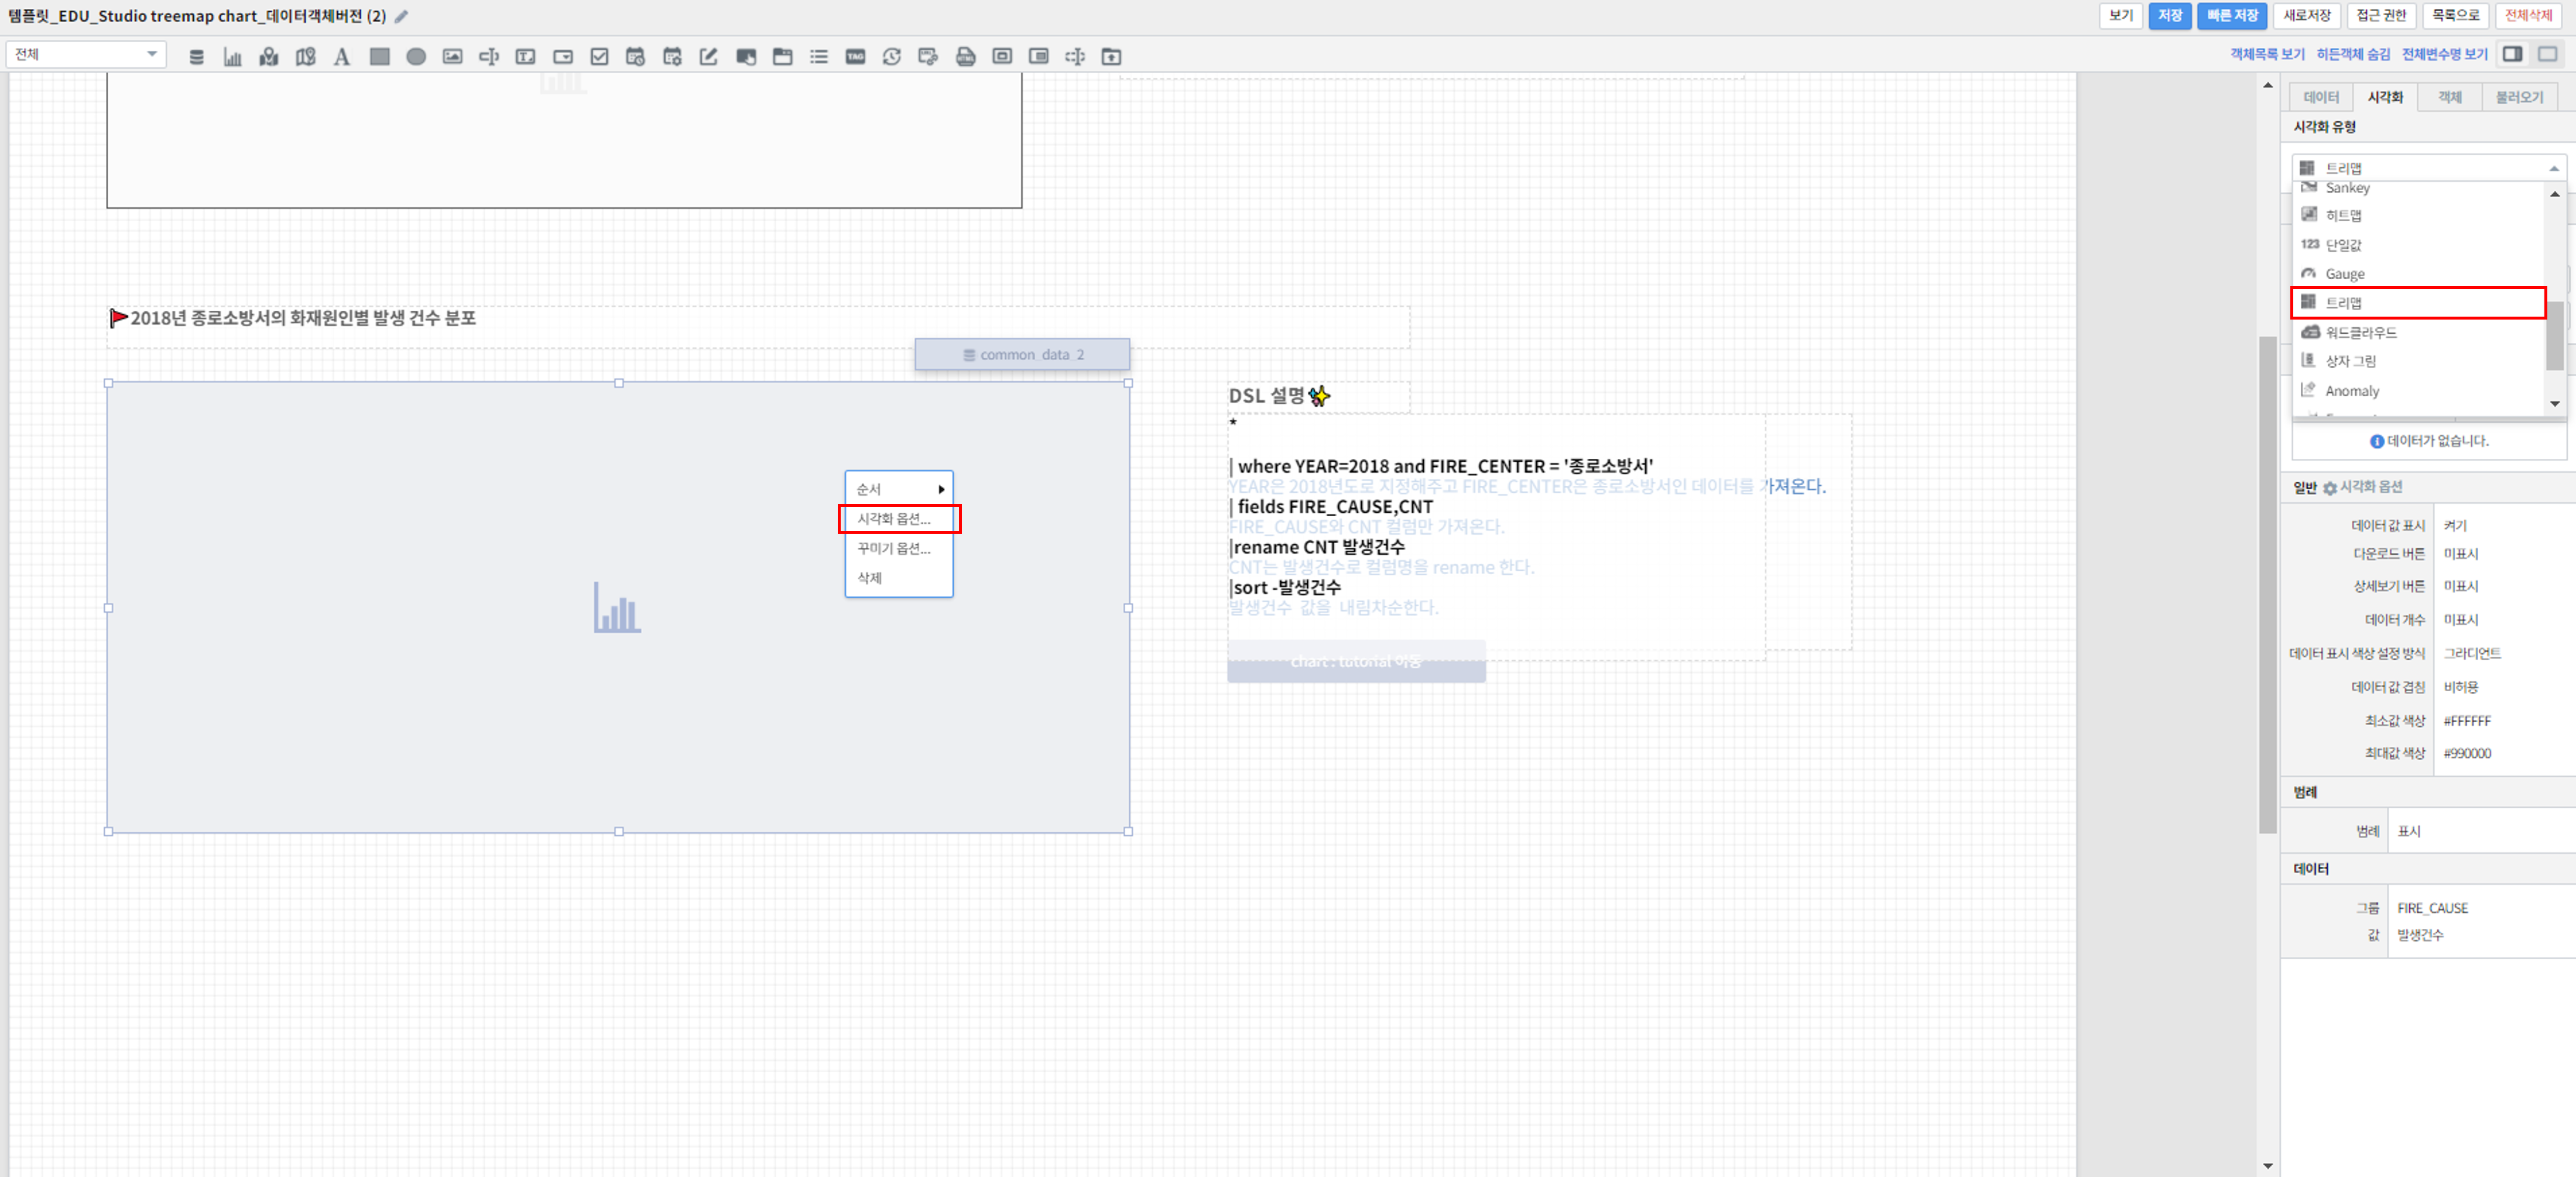 템플릿_EDU_Studio treemap chart_데이터객체버전 (2)
보기 저장 빠른 저장 새로저장 접근 권한 목록으로 전체삭제
전체
객체목록 보기 히든객체 숨김 전체변수명 보기
데이터 시각화 객체 불러오기
시각화 유형
트리맵
Sankey
히트맵
123 단일값
Gauge
트리맵
워드클라우드
상자 그림
Anomaly
데이터가 없습니다.
일반 시각화 옵션
데이터 값 표시 켜기
다운로드 버튼 미표시
상세보기 버튼 미표시
데이터 개수 미표시
데이터 표시 색상 설정 방식 그라디언트
데이터 값 겹침 비허용
최소값 색상 #FFFFFF
최대값 색상 #990000
범례
범례 표시
데이터
그룹 FIRE_CAUSE
값 발생건수
2018년 종로소방서의 화재원인별 발생 건수 분포
common_data_2
순서
시각화 옵션...
꾸미기 옵션...
삭제
DSL 설명
*
| where YEAR=2018 and FIRE_CENTER = '종로소방서'
YEAR은 2018년도로 지정해주고 FIRE_CENTER은 종로소방서인 데이터를 가져온다.
| fields FIRE_CAUSE,CNT
FIRE_CAUSE와 CNT 컬럼만 가져온다.
|rename CNT 발생건수
CNT는 발생건수로 컬럼명을 rename 한다.
|sort -발생건수
발생건수 값을 내림차순한다.
chart : tutorial 이동